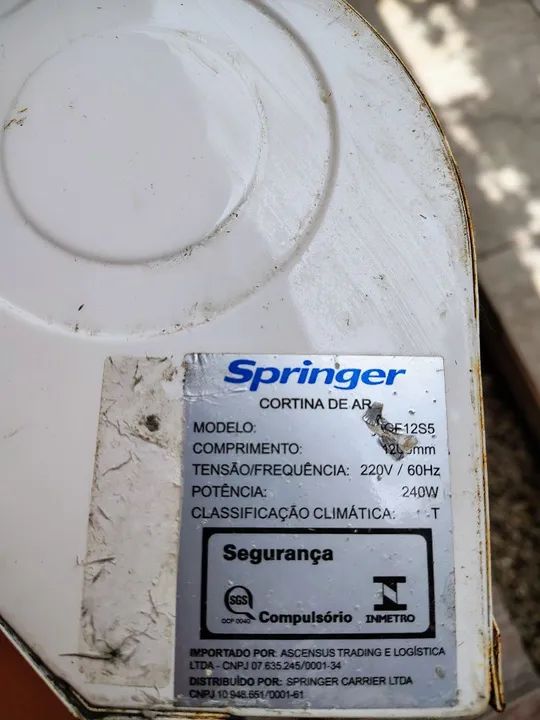 Springer
CORTINA DE AR
MODELO:
COMPRIMENTO:
TENSÃO/FREQUÊNCIA: 220V / 60Hz
POTÊNCIA: 240W
CLASSIFICAÇÃO CLIMÁTICA: T
Segurança
SGS
OCP 0040
Compulsório
INMETRO
IMPORTADO POR: ASCENSUS TRADING E LOGÍSTICA
LTDA - CNPJ 07.635.245/0001-34
DISTRIBUÍDO POR: SPRINGER CARRIER LTDA
CNPJ 10.948.651/0001-61